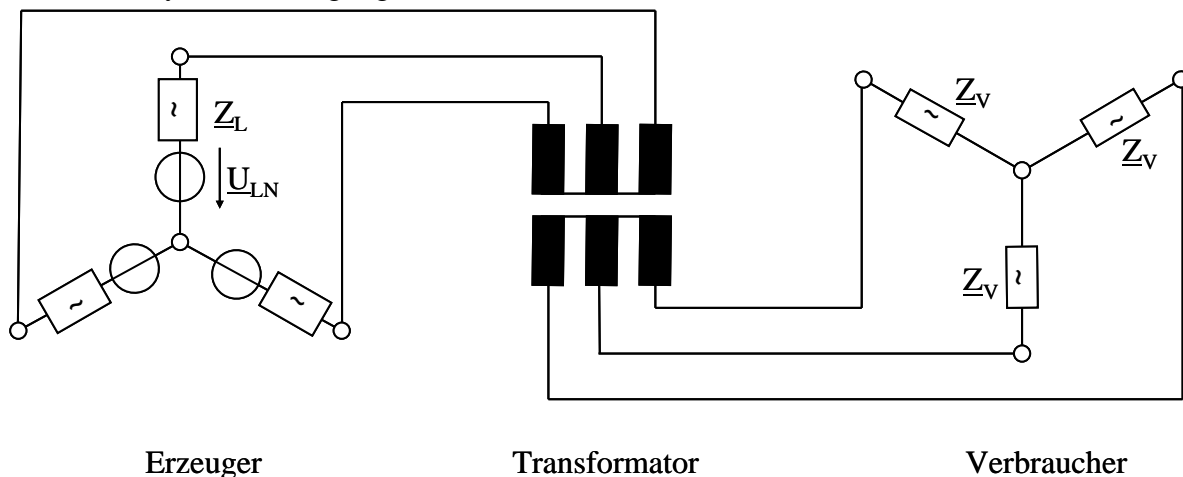 Z_L
U_LN
Z_V
Z_V
Z_V
~
~
~
~
~
~
Erzeuger
Transformator
Verbraucher